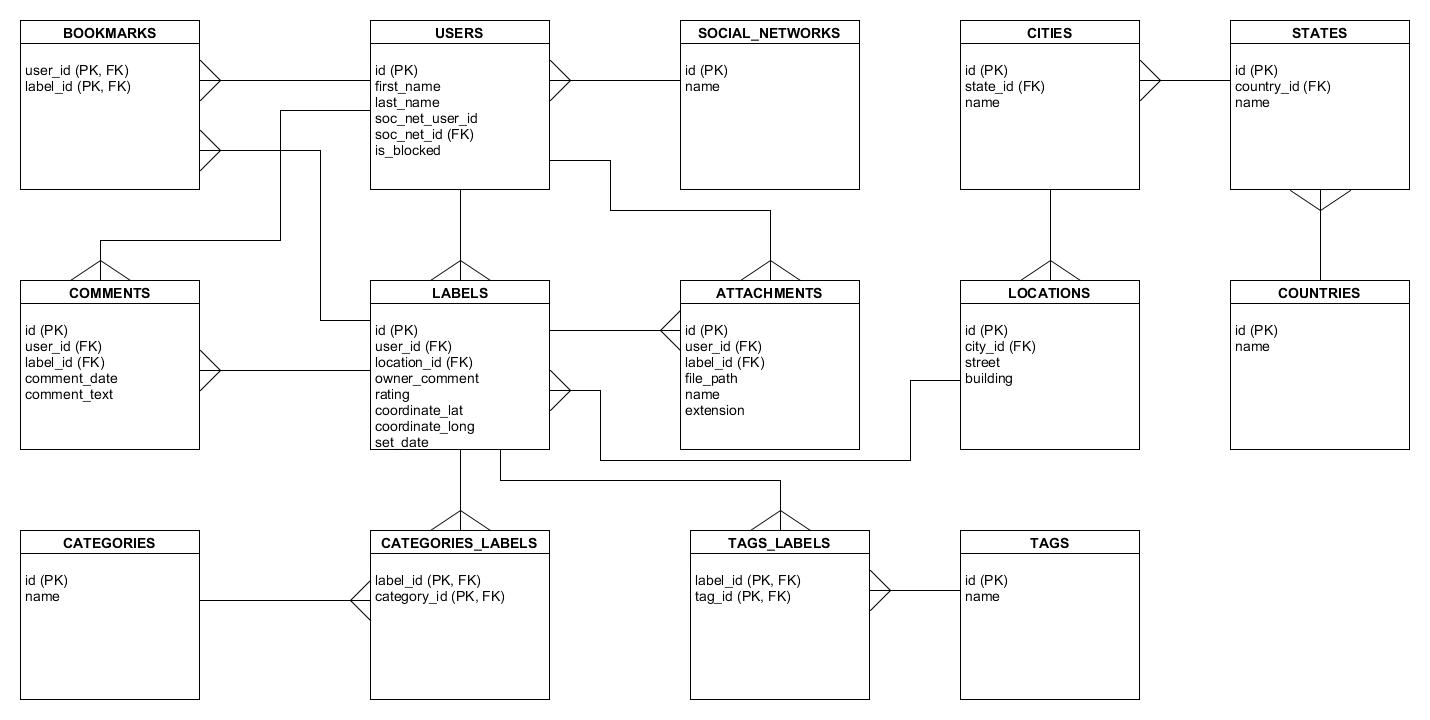 BOOKMARKS
user_id (PK, FK)
label_id (PK, FK)
USERS
id (PK)
first_name
last_name
soc_net_user_id
soc_net_id (FK)
is_blocked
SOCIAL_NETWORKS
id (PK)
name
CITIES
id (PK)
state_id (FK)
name
STATES
id (PK)
country_id (FK)
name
COMMENTS
id (PK)
user_id (FK)
label_id (FK)
comment_date
comment_text
LABELS
id (PK)
user_id (FK)
location_id (FK)
owner_comment
rating
coordinate_lat
coordinate_long
set_date
ATTACHMENTS
id (PK)
user_id (FK)
label_id (FK)
file_path
name
extension
LOCATIONS
id (PK)
city_id (FK)
street
building
COUNTRIES
id (PK)
name
CATEGORIES
id (PK)
name
CATEGORIES_LABELS
label_id (PK, FK)
category_id (PK, FK)
TAGS_LABELS
label_id (PK, FK)
tag_id (PK, FK)
TAGS
id (PK)
name